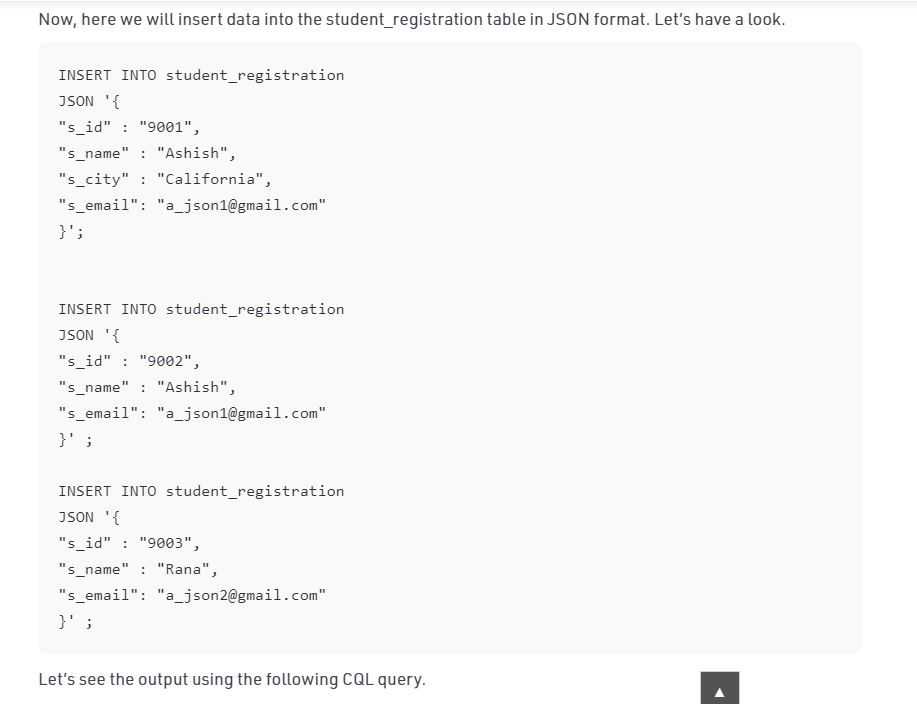 Now, here we will insert data into the student_registration table in JSON format. Let's have a look.
INSERT INTO student_registration
JSON '{
"s_id" : "9001",
"s_name" : "Ashish",
"s_city" : "California",
"s_email": "a_json1@gmail.com"
}';
INSERT INTO student_registration
JSON '{
"s_id" : "9002",
"s_name" : "Ashish",
"s_email": "a_json1@gmail.com"
}' ;
INSERT INTO student_registration
JSON '{
"s_id" : "9003",
"s_name" : "Rana",
"s_email": "a_json2@gmail.com"
}' ;
Let's see the output using the following CQL query.